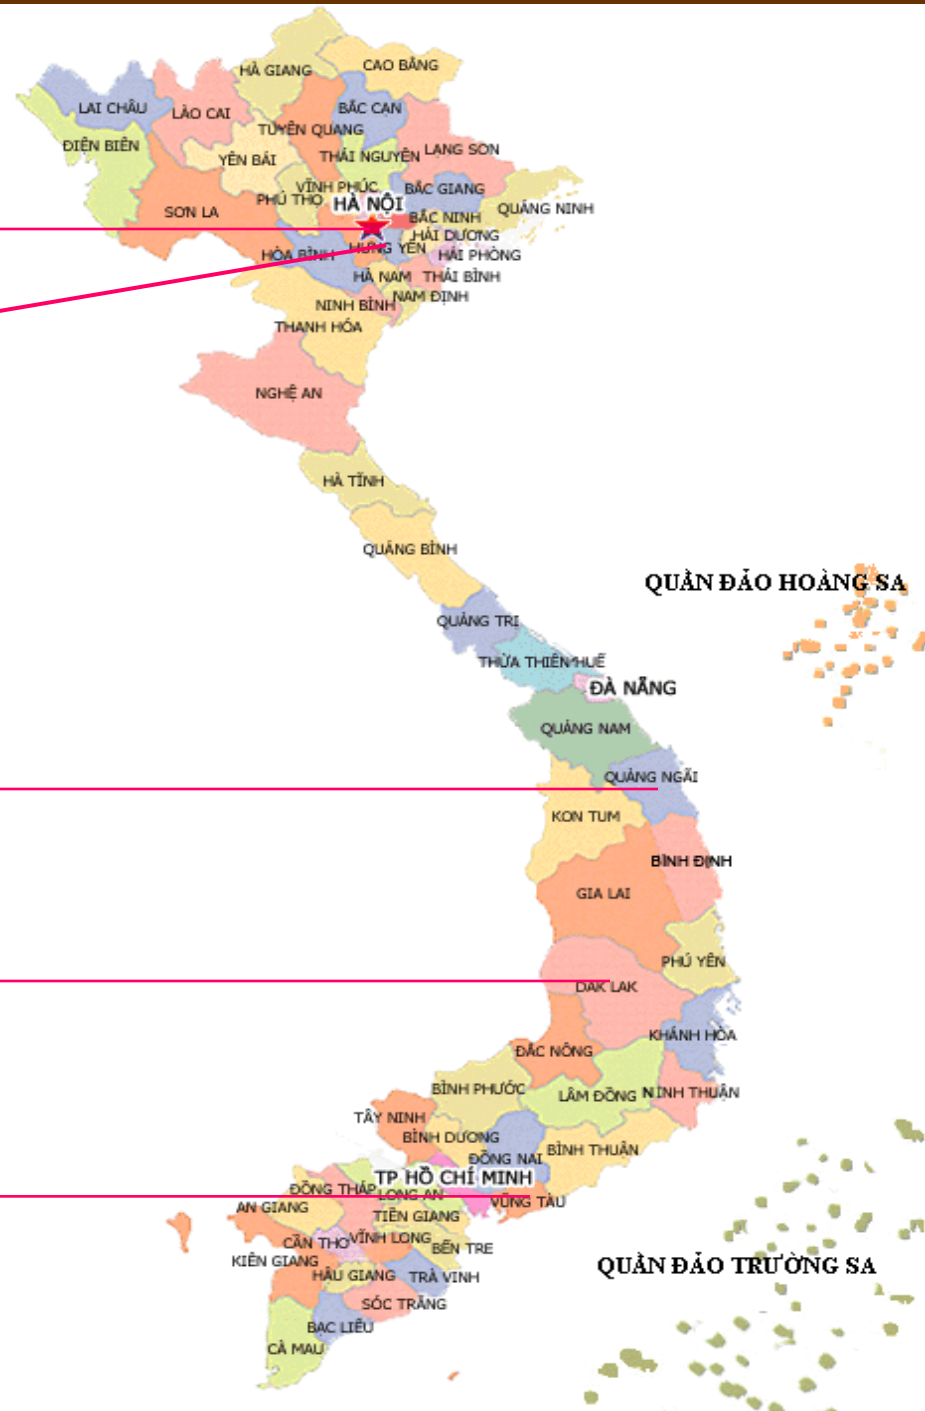 HÀ GIANG
CAO BẰNG
LAI CHÂU
LÀO CAI
BẮC CẠN
TUYÊN QUANG
ĐIỆN BIÊN
YÊN BÁI
THÁI NGUYÊN
LẠNG SƠN
VĨNH PHÚC
BẮC GIANG
PHÚ THỌ
HÀ NỘI
SƠN LA
BẮC NINH
QUẢNG NINH
HẢI DƯƠNG
HƯNG YÊN
HÒA BÌNH
HẢI PHÒNG
HÀ NAM
THÁI BÌNH
NAM ĐỊNH
NINH BÌNH
THANH HÓA
NGHỆ AN
HÀ TĨNH
QUẢNG BÌNH
QUẦN ĐẢO HOÀNG SA
QUẢNG TRỊ
THỪA THIÊN HUẾ
ĐÀ NẴNG
QUẢNG NAM
QUẢNG NGÃI
KON TUM
BÌNH ĐỊNH
GIA LAI
PHÚ YÊN
DAK LAK
KHÁNH HÒA
ĐẮC NÔNG
BÌNH PHƯỚC
LÂM ĐỒNG
NINH THUẬN
TÂY NINH
BÌNH DƯƠNG
BÌNH THUẬN
ĐỒNG NAI
TP HỒ CHÍ MINH
ĐỒNG THÁP
LONG AN
VŨNG TÀU
AN GIANG
TIỀN GIANG
CẦN THƠ
VĨNH LONG
BẾN TRE
KIÊN GIANG
QUẦN ĐẢO TRƯỜNG SA
HẬU GIANG
TRÀ VINH
SÓC TRĂNG
BẠC LIÊU
CÀ MAU